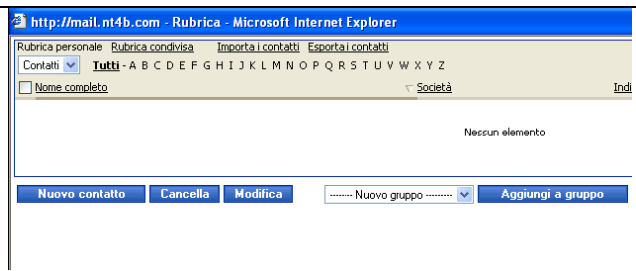 http://mail.nt4b.com - Rubrica - Microsoft Internet Explorer
Rubrica personale Rubrica condivisa Importa i contatti Esporta i contatti
Contatti Tutti - A B C D E F G H I J K L M N O P Q R S T U V W X Y Z
Nome completo Società Indi
Nessun elemento
Nuovo contatto Cancella Modifica ------- Nuovo gruppo --------- Aggiungi a gruppo